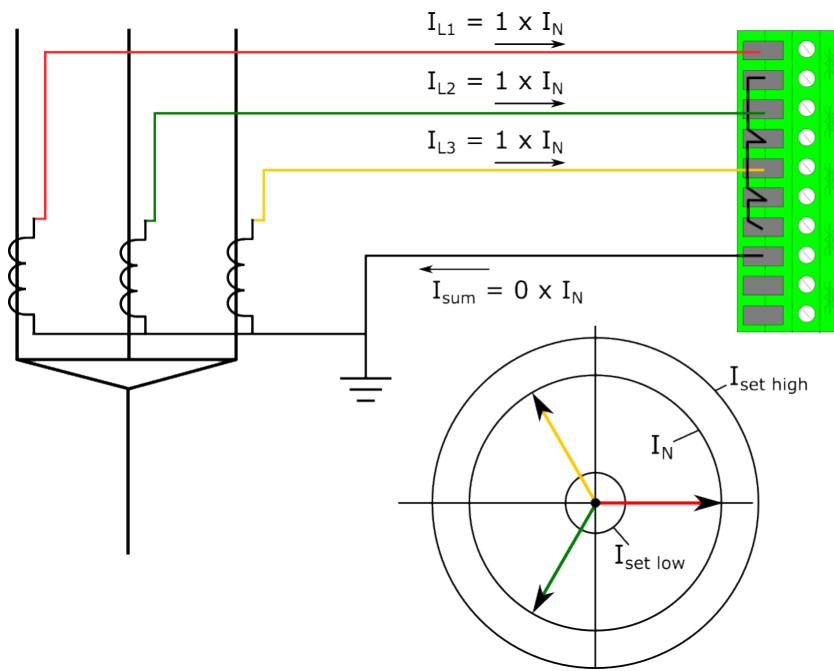 I_L1 = 1 x I_N
I_L2 = 1 x I_N
I_L3 = 1 x I_N
I_sum = 0 x I_N
I_set high
I_N
I_set low